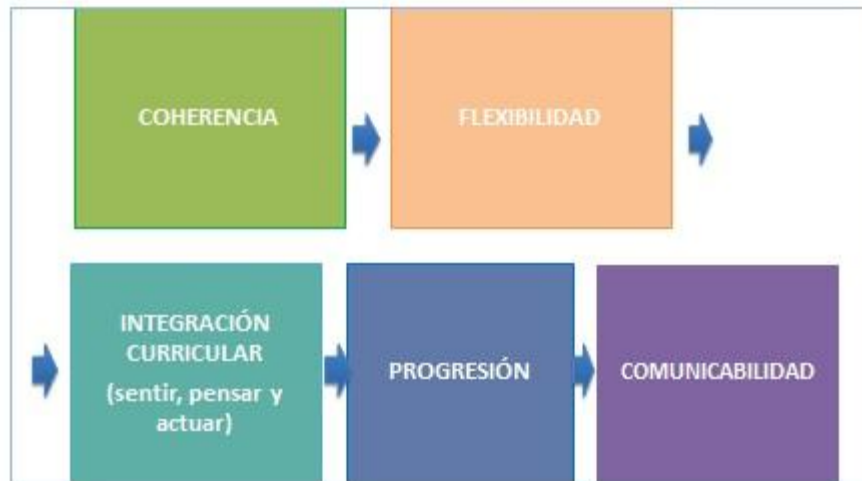 COHERENCIA
FLEXIBILIDAD
INTEGRACIÓN
CURRICULAR
(sentir, pensar y
actuar)
PROGRESIÓN
COMUNICABILIDAD